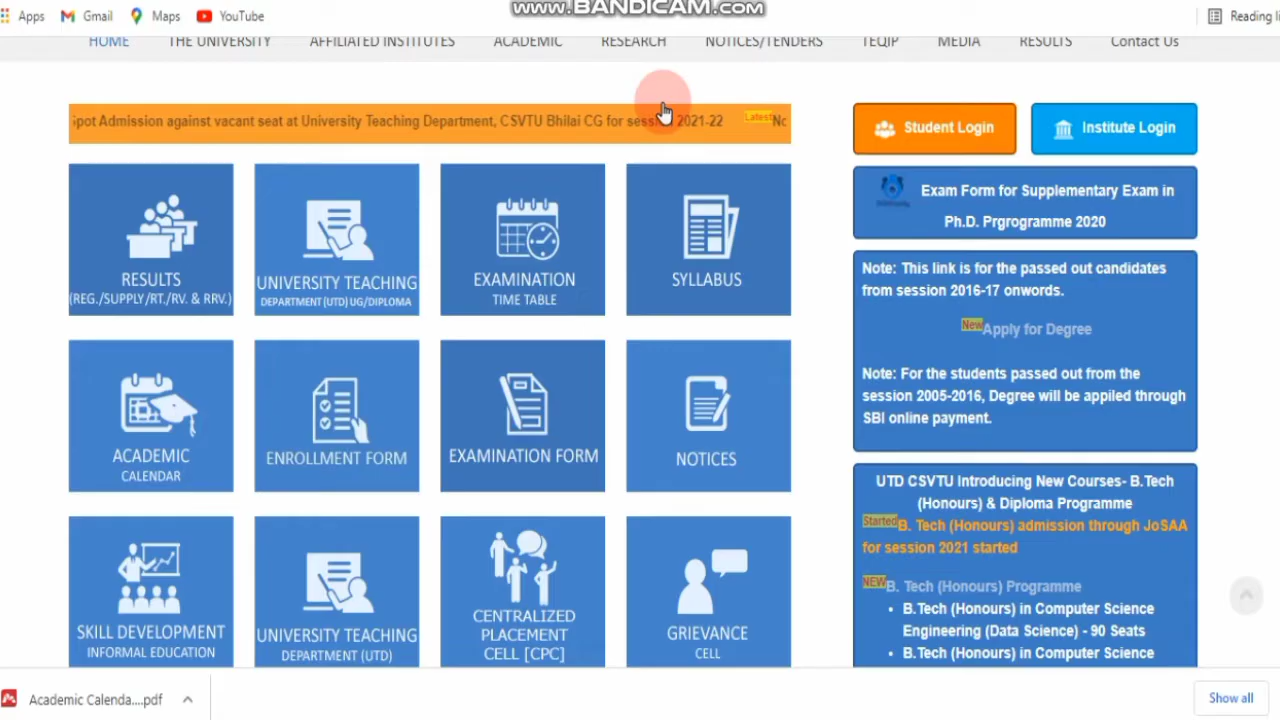 www.BANDICAM.com
Apps Gmail Maps YouTube Reading li
HOME THE UNIVERSITY AFFILIATED INSTITUTES ACADEMIC RESEARCH NOTICES/TENDERS TEQIP MEDIA RESULTS Contact Us
Spot Admission against vacant seat at University Teaching Department, CSVTU Bhilai CG for session 2021-22 Latest No
Student Login
Institute Login
RESULTS
(REG./SUPPLY/RT./RV. & RRV.)
UNIVERSITY TEACHING
DEPARTMENT (UTD) UG/DIPLOMA
EXAMINATION
TIME TABLE
SYLLABUS
ACADEMIC
CALENDAR
ENROLLMENT FORM
EXAMINATION FORM
NOTICES
SKILL DEVELOPMENT
INFORMAL EDUCATION
UNIVERSITY TEACHING
DEPARTMENT (UTD)
CENTRALIZED
PLACEMENT
CELL [CPC]
GRIEVANCE
CELL
Exam Form for Supplementary Exam in
Ph.D. Prgrogramme 2020
Note: This link is for the passed out candidates
from session 2016-17 onwords.
New Apply for Degree
Note: For the students passed out from the
session 2005-2016, Degree will be appiled through
SBI online payment.
UTD CSVTU Introducing New Courses- B.Tech
(Honours) & Diploma Programme
Started B. Tech (Honours) admission through JoSAA
for session 2021 started
NEW B. Tech (Honours) Programme
• B.Tech (Honours) in Computer Science
Engineering (Data Science) - 90 Seats
• B.Tech (Honours) in Computer Science
Academic Calenda....pdf
Show all